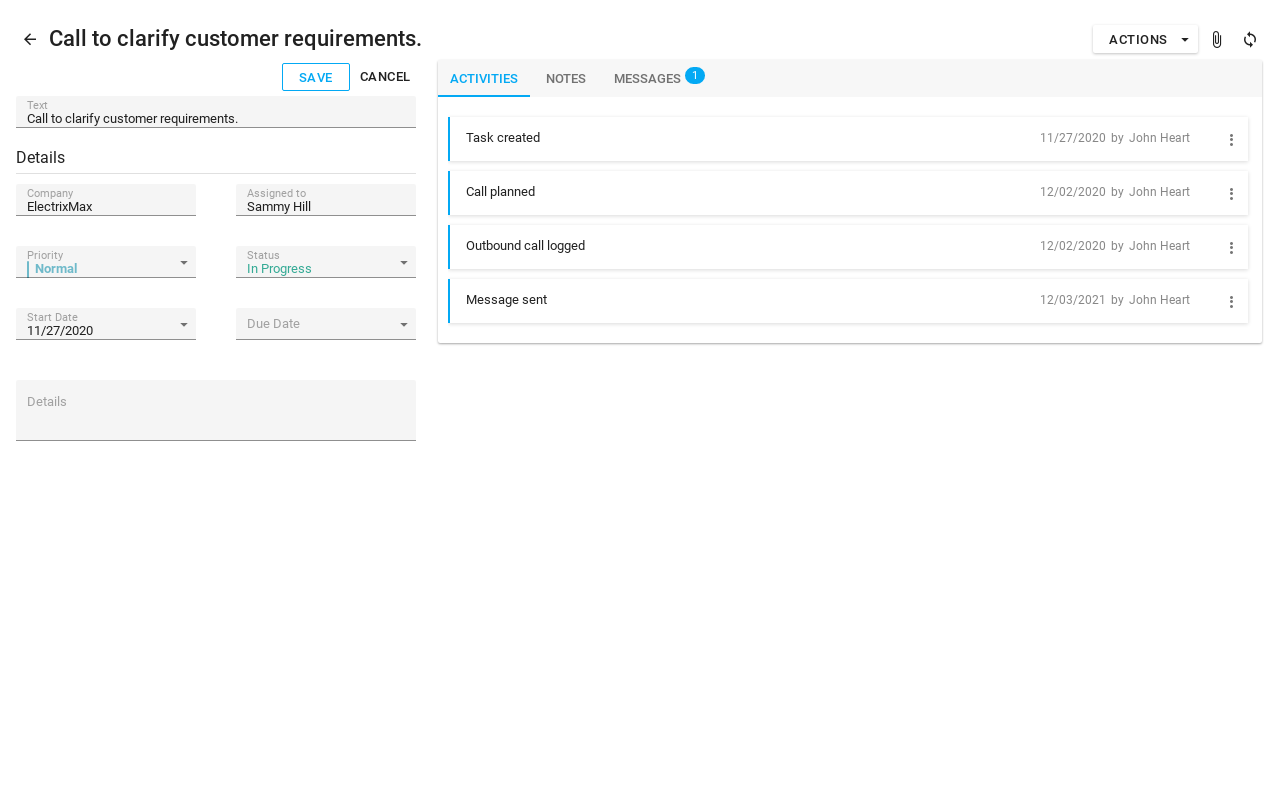 Call to clarify customer requirements.
ACTIONS
SAVE
CANCEL
Text
Call to clarify customer requirements.
Details
Company
ElectrixMax
Assigned to
Sammy Hill
Priority
Normal
Status
In Progress
Start Date
11/27/2020
Due Date
Details
ACTIVITIES
NOTES
MESSAGES 1
Task created 11/27/2020 by John Heart
Call planned 12/02/2020 by John Heart
Outbound call logged 12/02/2020 by John Heart
Message sent 12/03/2021 by John Heart